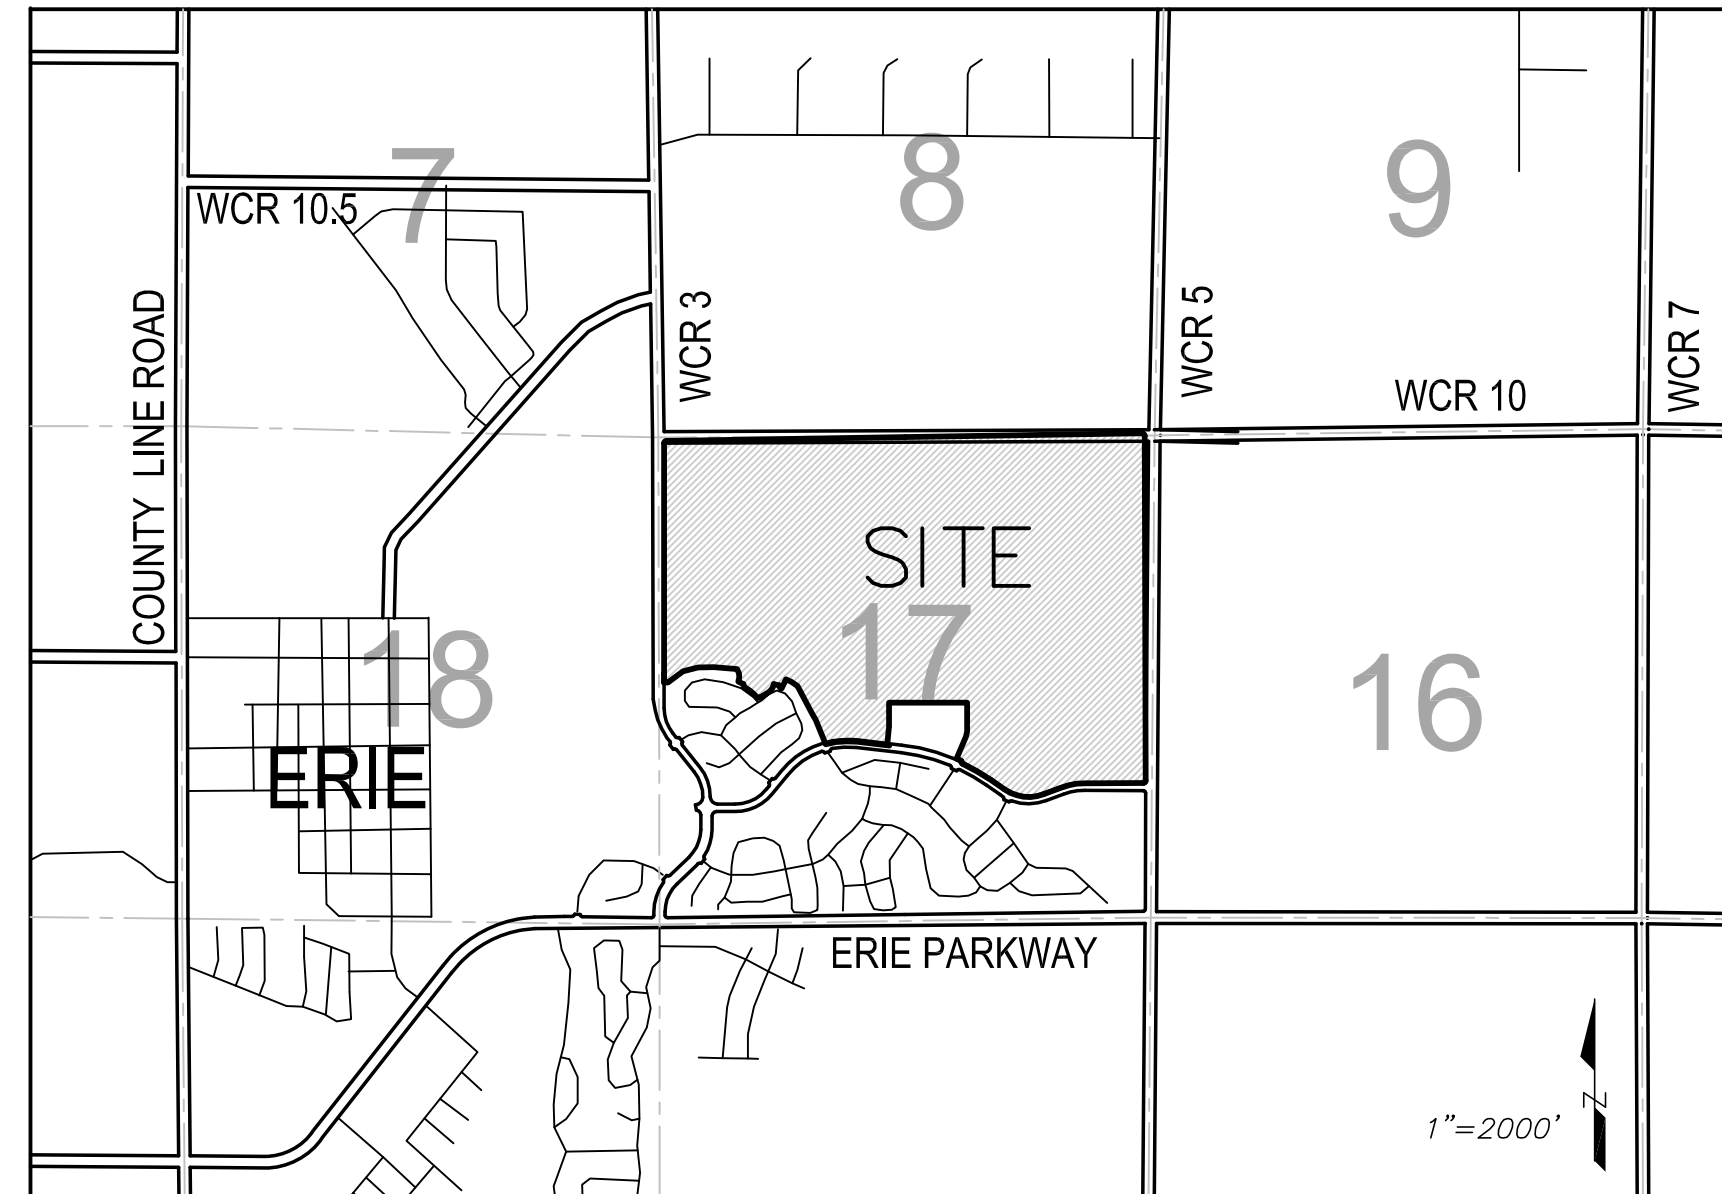 7
8
9
WCR 10.5
COUNTY LINE ROAD
WCR 3
WCR 5
WCR 7
WCR 10
SITE
17
18
16
ERIE
ERIE PARKWAY
1"=2000'
N